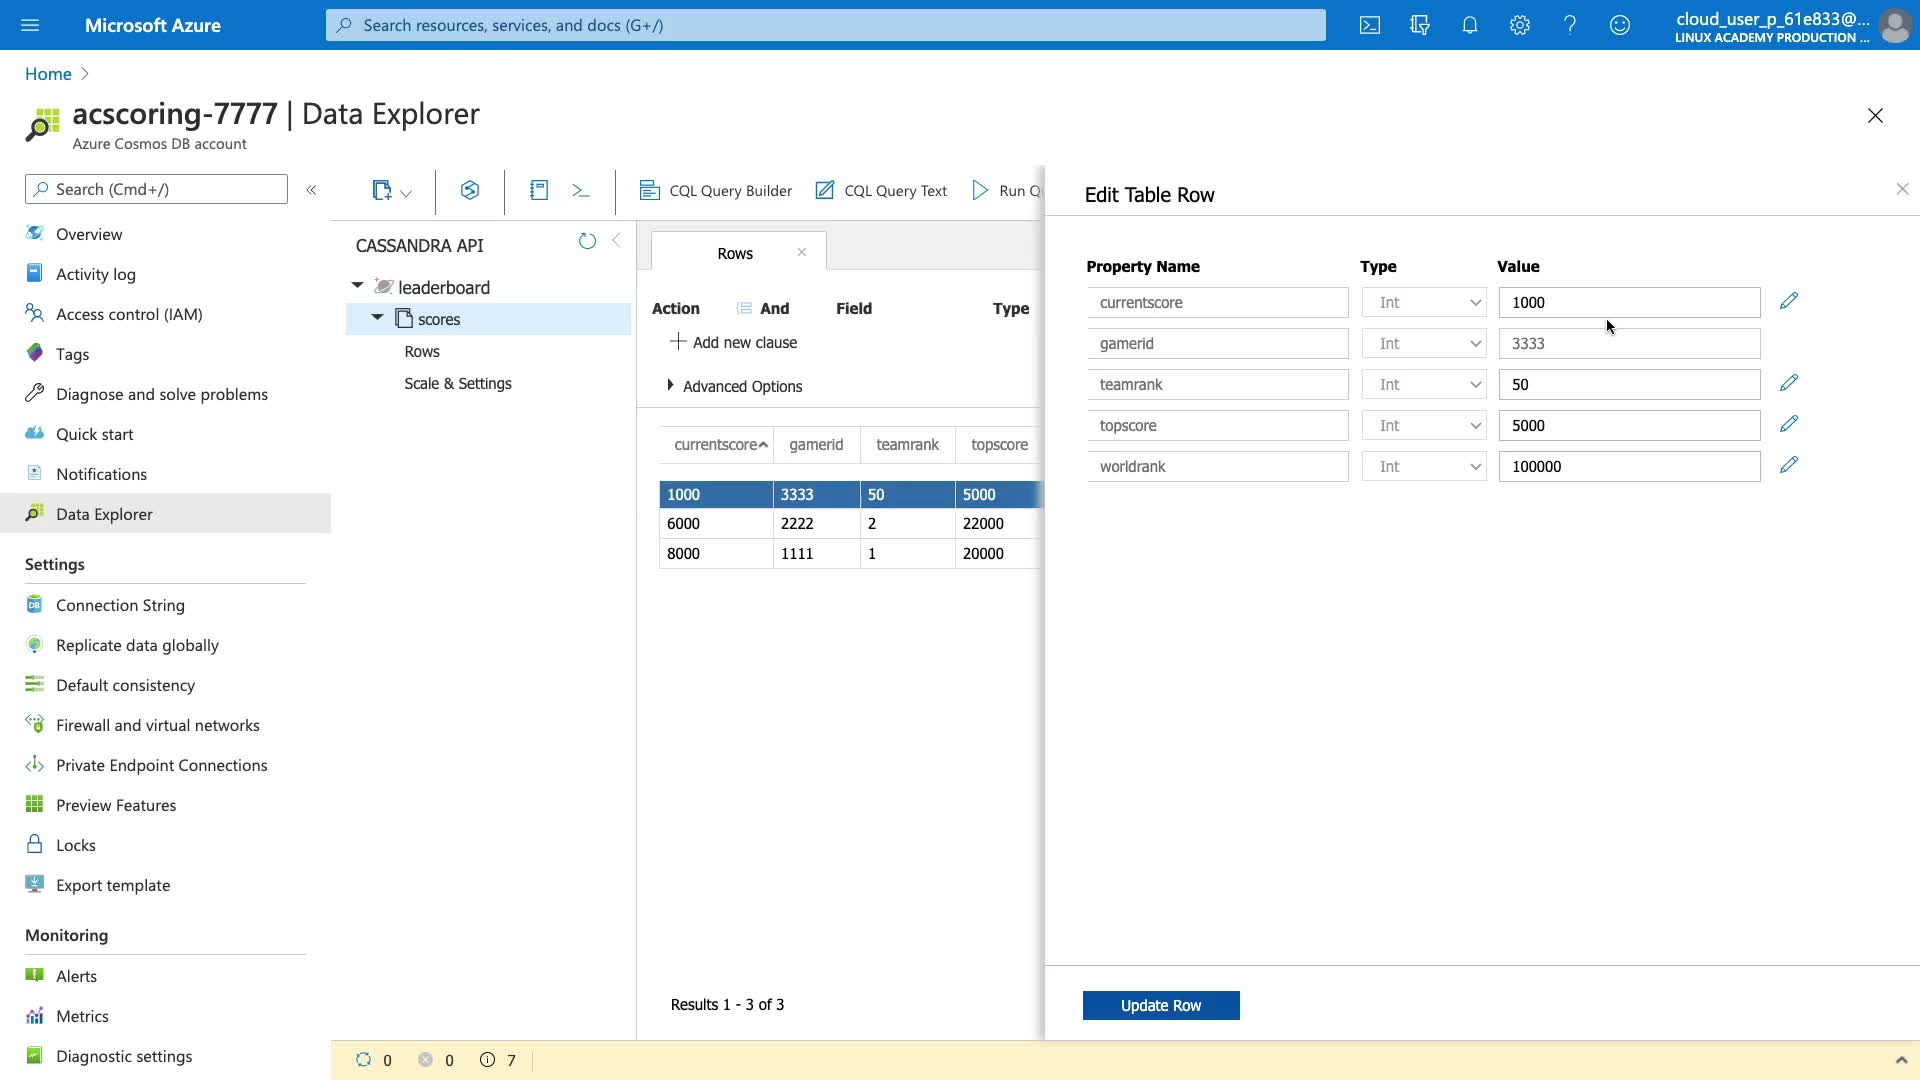 Microsoft Azure
Search resources, services, and docs (G+/)
cloud_user_p_61e833@...
LINUX ACADEMY PRODUCTION ...
Home
acscoring-7777 | Data Explorer
Azure Cosmos DB account
Search (Cmd+/)
Overview
Activity log
Access control (IAM)
Tags
Diagnose and solve problems
Quick start
Notifications
Data Explorer
Settings
Connection String
Replicate data globally
Default consistency
Firewall and virtual networks
Private Endpoint Connections
Preview Features
Locks
Export template
Monitoring
Alerts
Metrics
Diagnostic settings
CASSANDRA API
leaderboard
scores
Rows
Scale & Settings
CQL Query Builder CQL Query Text Run Q
Rows
Action And Field Type
Add new clause
Advanced Options
currentscore gamerid teamrank topscore
1000 3333 50 5000
6000 2222 2 22000
8000 1111 1 20000
Results 1 - 3 of 3
Edit Table Row
Property Name Type Value
currentscore Int 1000
gamerid Int 3333
teamrank Int 50
topscore Int 5000
worldrank Int 100000
Update Row
0 0 7